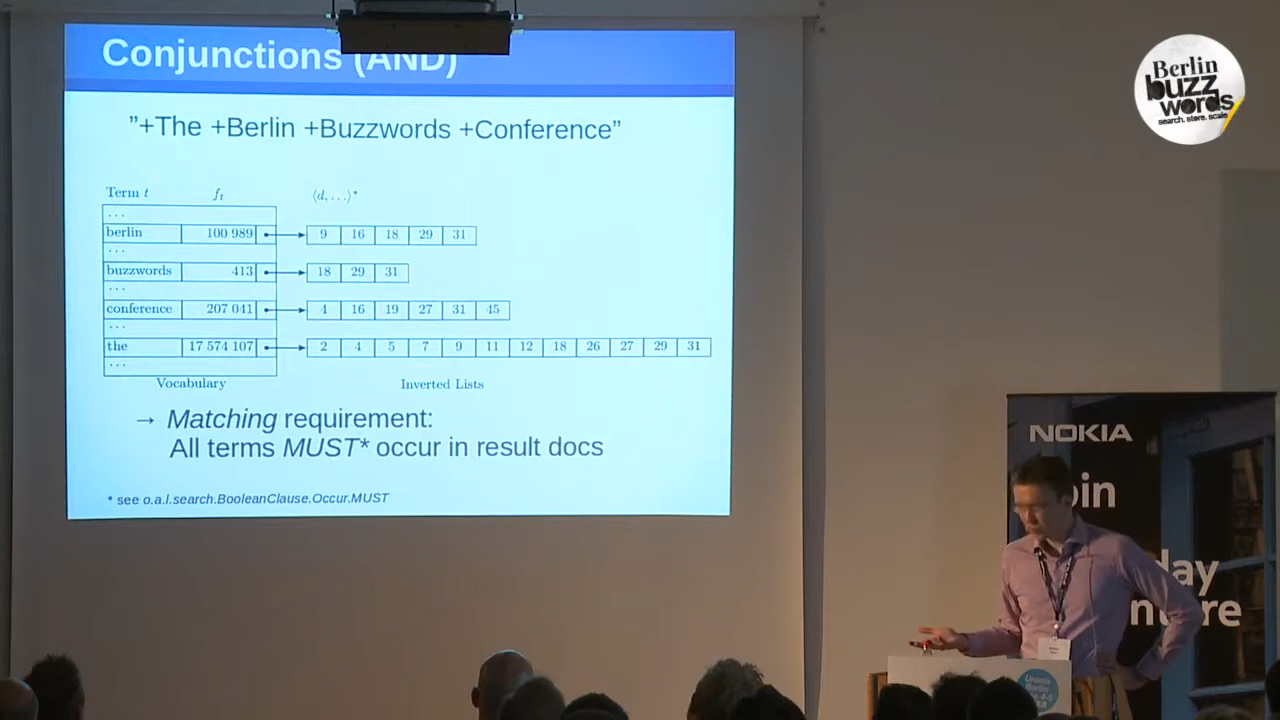 Conjunctions (AND)
”+The +Berlin +Buzzwords +Conference”
Term t ft ⟨d, . . .⟩*
. . .
berlin 100 989 9 16 18 29 31
. . .
buzzwords 413 18 29 31
. . .
conference 207 041 4 16 19 27 31 45
. . .
the 17 574 107 2 4 5 7 9 11 12 18 26 27 29 31
. . .
Vocabulary Inverted Lists
→ Matching requirement:
All terms MUST* occur in result docs
* see o.a.l.search.BooleanClause.Occur.MUST
Berlin
buzz
words
search. store. scale
NOKIA
Urania
Berlin